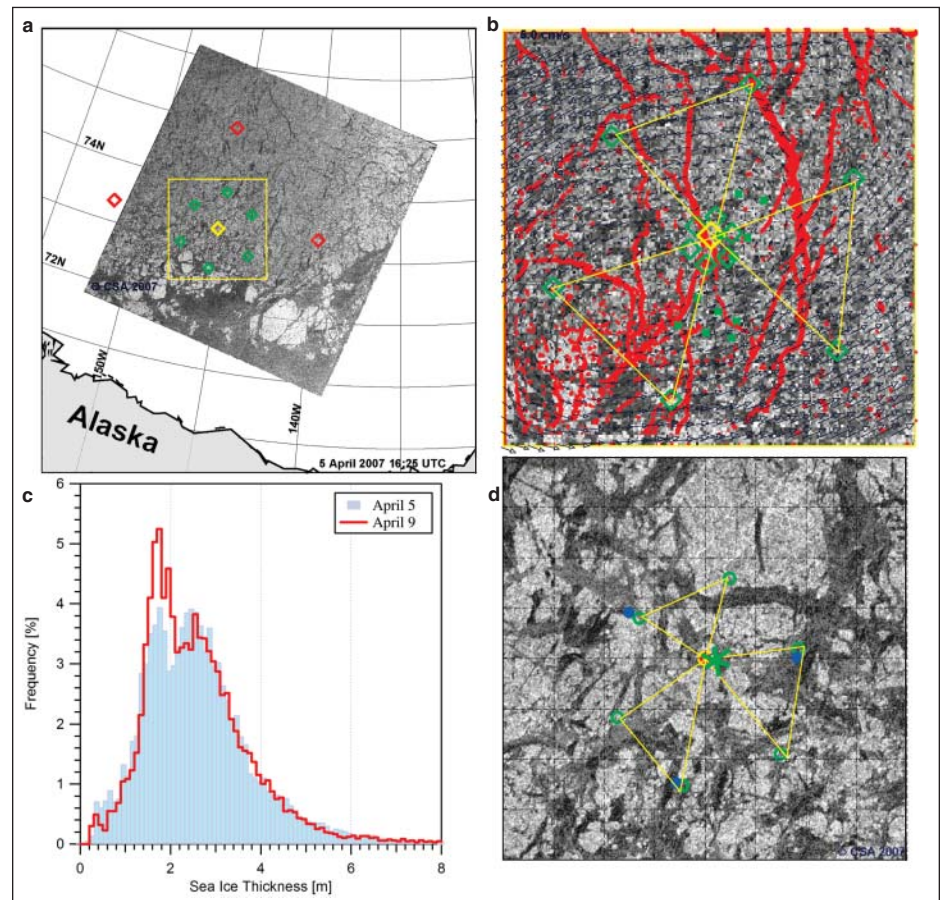 a
74N
72N
© CSA 2007
150W
140W
Alaska
5 April 2007 16:25 UTC
b
5.0 cm/s
c
6
5
4
3
2
1
0
Frequency [%]
April 5
April 9
0 2 4 6 8
Sea Ice Thickness [m]
d
© CSA 2007